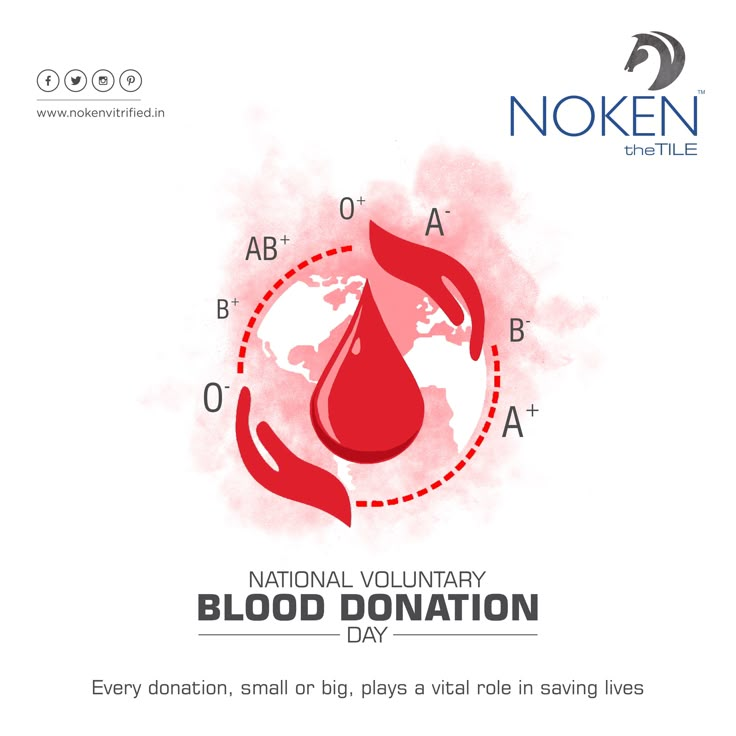 www.nokenvitrified.in
NOKEN™
theTILE
O+
A-
AB+
B+
B-
O-
A+
NATIONAL VOLUNTARY
BLOOD DONATION
DAY
Every donation, small or big, plays a vital role in saving lives